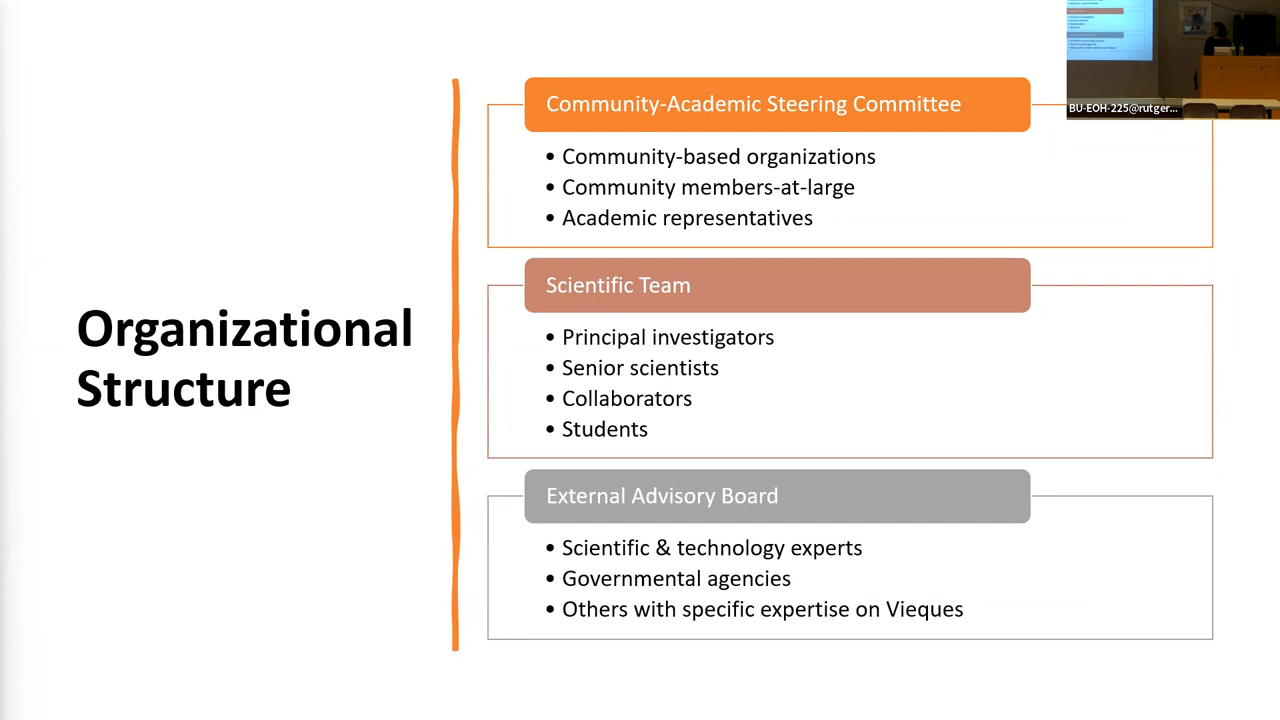 Organizational
Structure
Community-Academic Steering Committee
• Community-based organizations
• Community members-at-large
• Academic representatives
Scientific Team
• Principal investigators
• Senior scientists
• Collaborators
• Students
External Advisory Board
• Scientific & technology experts
• Governmental agencies
• Others with specific expertise on Vieques
BU-EOH-225@rutger...